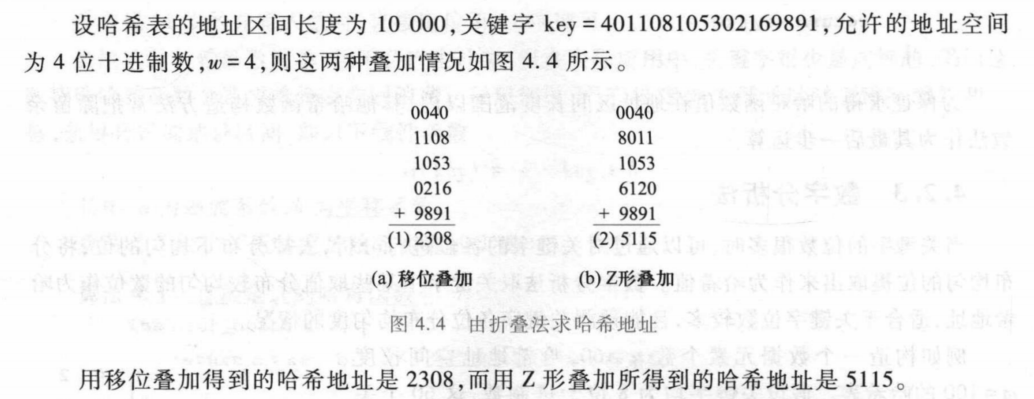 设哈希表的地址区间长度为 10 000,关键字 key=401108105302169891,允许的地址空间
为 4 位十进制数,w=4,则这两种叠加情况如图 4.4 所示。
0040 0040
1108 8011
1053 1053
0216 6120
+ 9891 + 9891
(1) 2308 (2) 5115
(a) 移位叠加 (b) Z形叠加
图 4.4 由折叠法求哈希地址
用移位叠加得到的哈希地址是 2308,而用 Z 形叠加所得到的哈希地址是 5115。